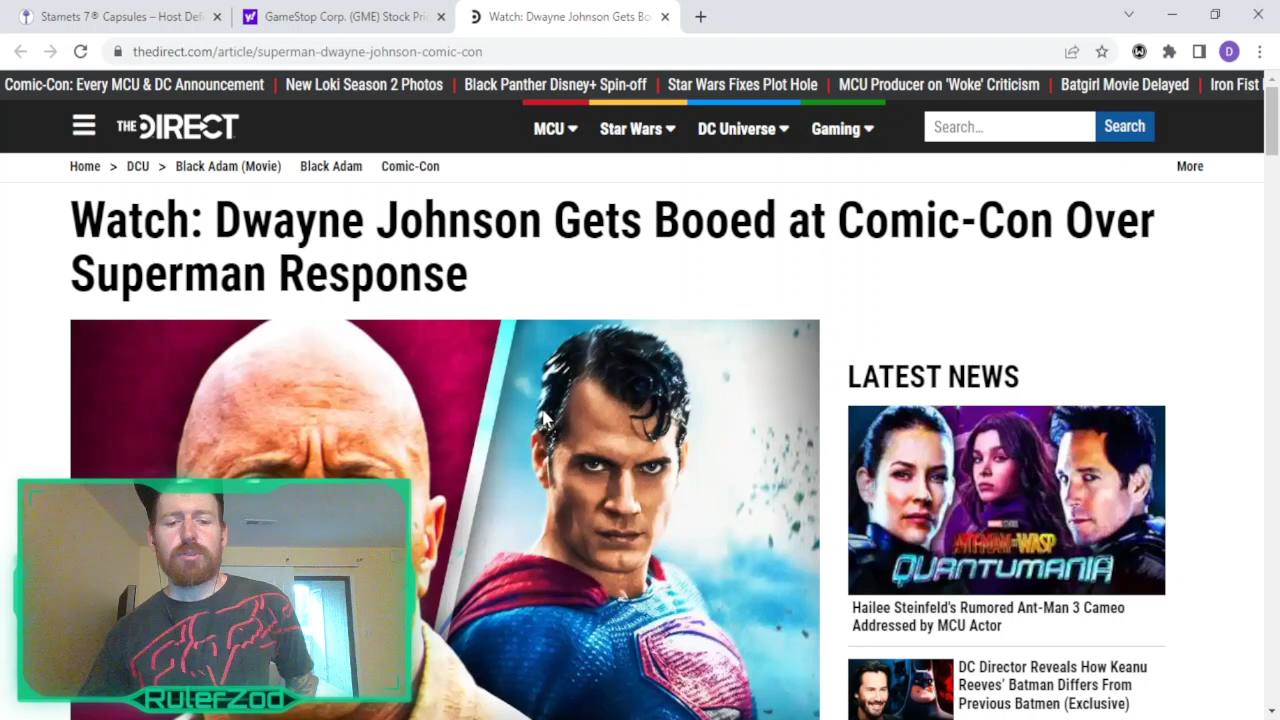 Starnets 7® Capsules – Host Def
GameStop Corp. (GME) Stock Pri
Watch: Dwayne Johnson Gets Bo
thedirect.com/article/superman-dwayne-johnson-comic-con
D
Comic-Con: Every MCU & DC Announcement | New Loki Season 2 Photos | Black Panther Disney+ Spin-off | Star Wars Fixes Plot Hole | MCU Producer on 'Woke' Criticism | Batgirl Movie Delayed | Iron Fist
THE DIRECT
MCU
Star Wars
DC Universe
Gaming
Search...
Search
Home > DCU > Black Adam (Movie) Black Adam Comic-Con
More
Watch: Dwayne Johnson Gets Booed at Comic-Con Over
Superman Response
LATEST NEWS
MARVEL STUDIOS
ANT-MAN AND THE WASP
QUANTUMANIA
Hailee Steinfeld's Rumored Ant-Man 3 Cameo
Addressed by MCU Actor
DC Director Reveals How Keanu
Reeves' Batman Differs From
Previous Batmen (Exclusive)
FOX
RulerZod